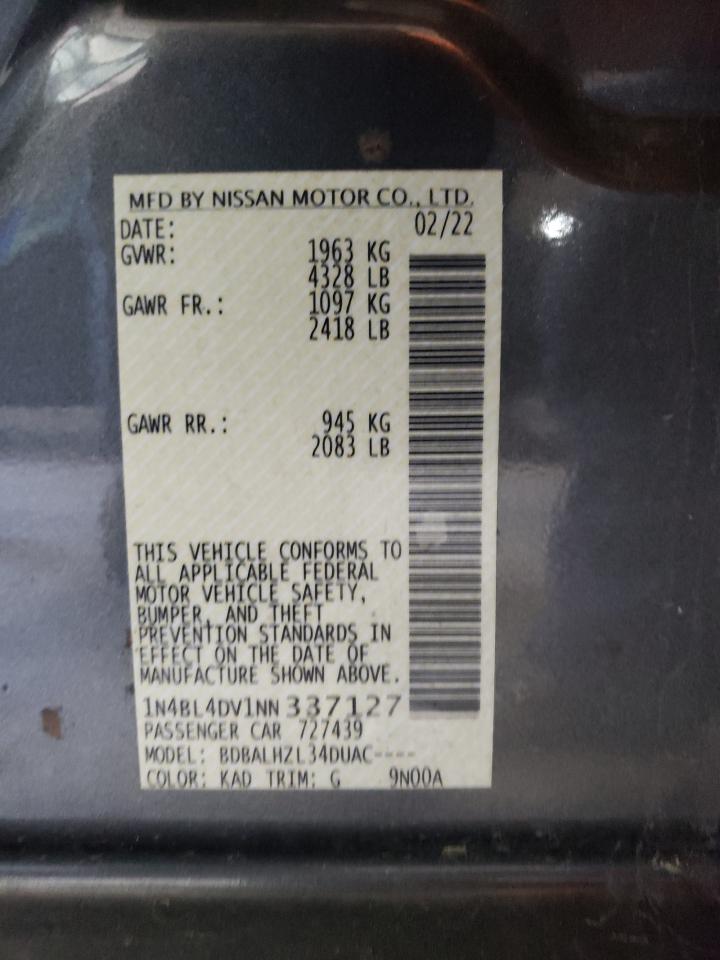 MFD BY NISSAN MOTOR CO., LTD.
DATE: 02/22
GVWR: 1963 KG
4328 LB
GAWR FR.: 1097 KG
2418 LB
GAWR RR.: 945 KG
2083 LB
THIS VEHICLE CONFORMS TO
ALL APPLICABLE FEDERAL
MOTOR VEHICLE SAFETY,
BUMPER, AND THEFT
PREVENTION STANDARDS IN
EFFECT ON THE DATE OF
MANUFACTURE SHOWN ABOVE.
1N4BL4DV1NN337127
PASSENGER CAR 727439
MODEL: BDBALHZL34DUAC----
COLOR: KAD TRIM: G 9N00A